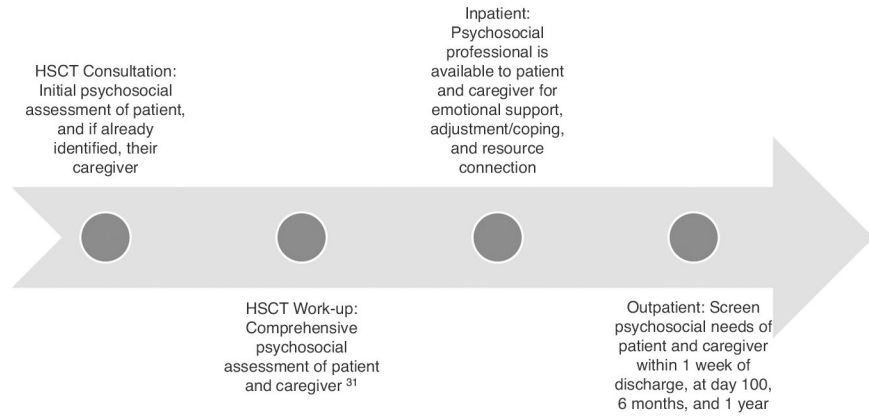 HSCT Consultation:
Initial psychosocial
assessment of patient,
and if already
identified, their
caregiver
HSCT Work-up:
Comprehensive
psychosocial
assessment of patient
and caregiver 31
Inpatient:
Psychosocial
professional is
available to patient
and caregiver for
emotional support,
adjustment/coping,
and resource
connection
Outpatient: Screen
psychosocial needs of
patient and caregiver
within 1 week of
discharge, at day 100,
6 months, and 1 year